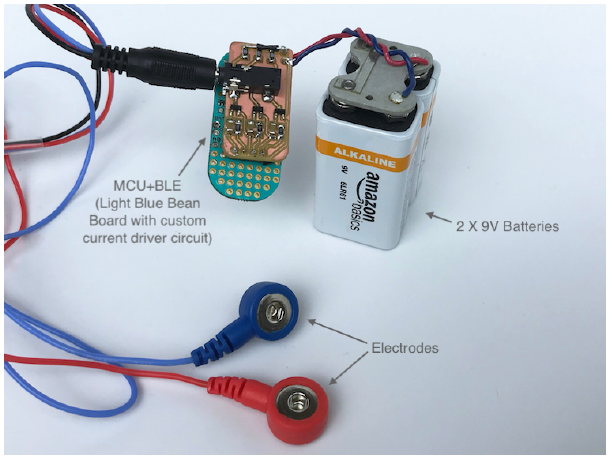 ALKALINE
9V 6LR61
amazon
basics
MCU+BLE
(Light Blue Bean
Board with custom
current driver circuit)
2 X 9V Batteries
Electrodes